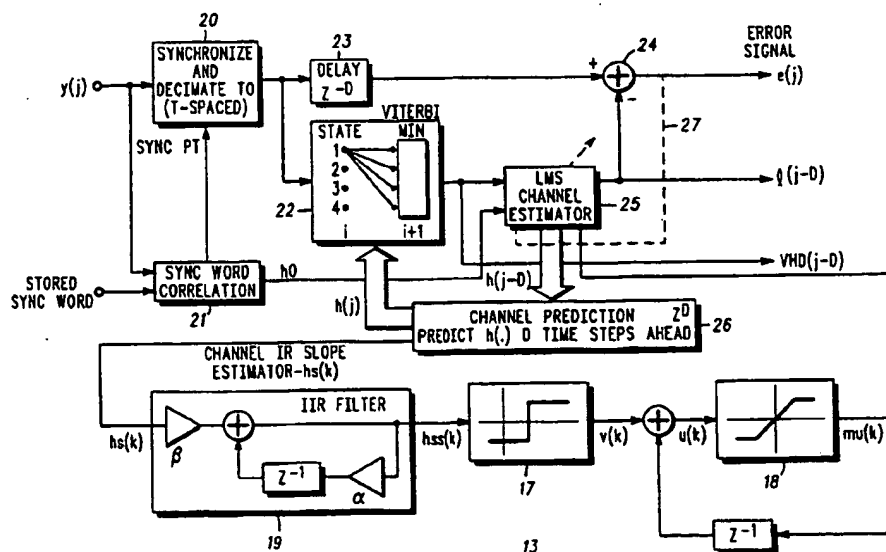 20
SYNCHRONIZE
AND
DECIMATE TO
(T-SPACED)
y(j)
SYNC PT
23
DELAY
Z^-D
+
24
-
ERROR
SIGNAL
e(j)
27
VITERBI
STATE MIN
1
2
3
4
i i+1
22
LMS
CHANNEL
ESTIMATOR
25
ℓ(j-D)
VHD(j-D)
STORED
SYNC WORD
SYNC WORD
CORRELATION
21
h0
h(j)
h(j-D)
CHANNEL PREDICTION Z^D
PREDICT h(.) D TIME STEPS AHEAD
26
CHANNEL IR SLOPE
ESTIMATOR-hs(k)
IIR FILTER
hs(k)
β
Z^-1
α
19
hss(k)
17
v(k)
u(k)
18
mu(k)
Z^-1
13